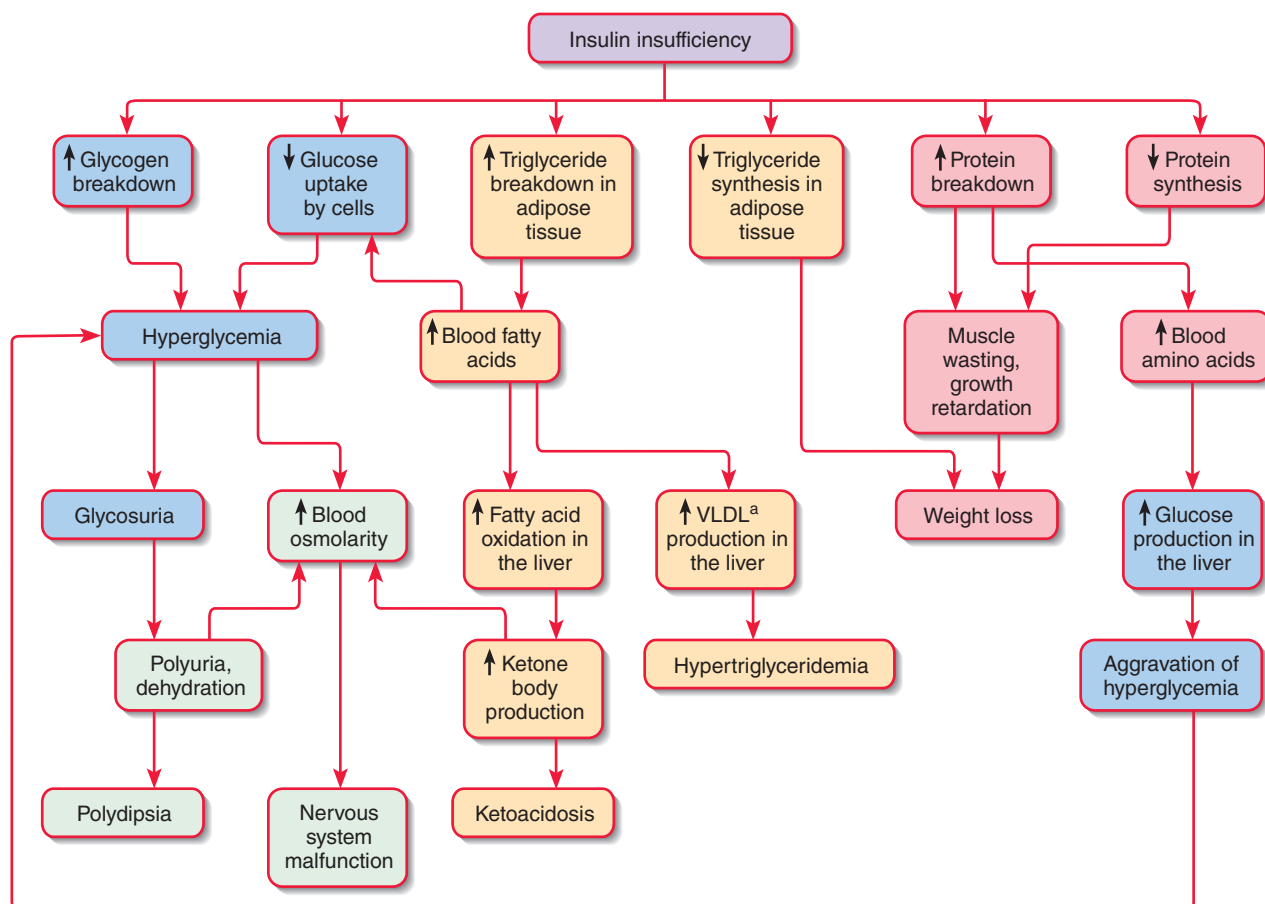 Insulin insufficiency
Glycogen
breakdown
Glucose
uptake
by cells
Triglyceride
breakdown in
adipose
tissue
Triglyceride
synthesis in
adipose
tissue
Protein
breakdown
Protein
synthesis
Hyperglycemia
Blood fatty
acids
Muscle
wasting,
growth
retardation
Blood
amino acids
Glycosuria
Blood
osmolarity
Fatty acid
oxidation in
the liver
VLDLa
production in
the liver
Weight loss
Glucose
production in
the liver
Polyuria,
dehydration
Ketone
body
production
Hypertriglyceridemia
Aggravation of
hyperglycemia
Polydipsia
Nervous
system
malfunction
Ketoacidosis